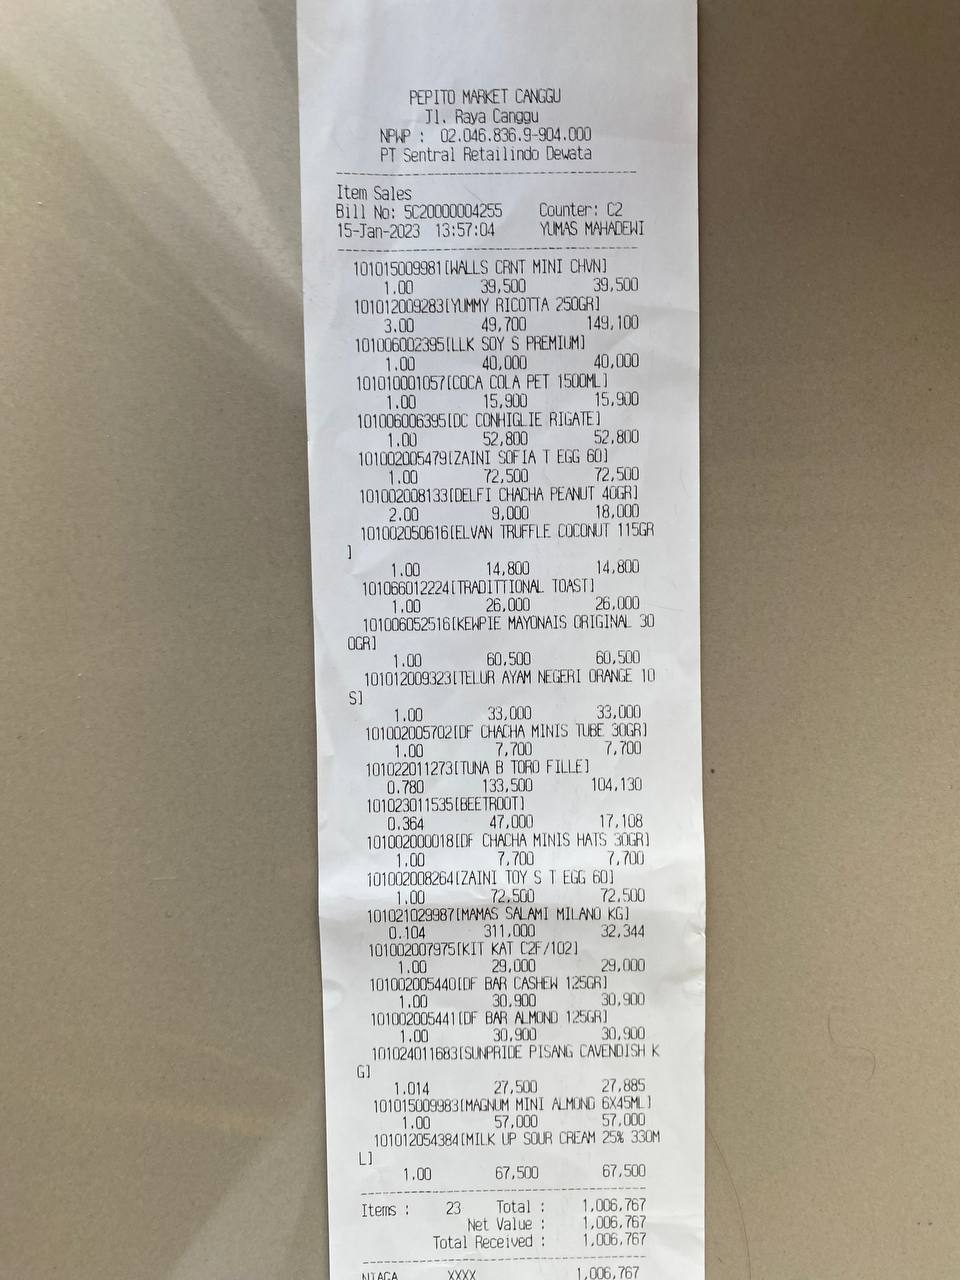 PEPITO MARKET CANGGU
Jl. Raya Canggu
NPWP : 02.046.836.9-904.000
PT Sentral Retailindo Dewata
Item Sales
Bill No: 5C20000004255 Counter: C2
15-Jan-2023 13:57:04 YUMAS MAHADEWI
101015009981[WALLS CRNT MINI CHVN]
1.00 39,500 39,500
101012009283[YUMMY RICOTTA 250GR]
3.00 49,700 149,100
101006002395[LLK SOY S PREMIUM]
1.00 40,000 40,000
101010001057[COCA COLA PET 1500ML]
1.00 15,900 15,900
101006006395[DC CONHIGLIE RIGATE]
1.00 52,800 52,800
101002005479[ZAINI SOFIA T EGG 60]
1.00 72,500 72,500
101002008133[DELFI CHACHA PEANUT 40GR]
2.00 9,000 18,000
101002050616[ELVAN TRUFFLE COCONUT 115GR
]
1.00 14,800 14,800
101066012224[TRADITTIONAL TOAST]
1.00 26,000 26,000
101006052516[KEWPIE MAYONAIS ORIGINAL 30
0GR]
1.00 60,500 60,500
101012009323[TELUR AYAM NEGERI ORANGE 10
S]
1.00 33,000 33,000
101002005702[DF CHACHA MINIS TUBE 30GR]
1.00 7,700 7,700
101022011273[TUNA B TORO FILLE]
0.780 133,500 104,130
101023011535[BEETROOT]
0.364 47,000 17,108
101002000018[DF CHACHA MINIS HATS 30GR]
1.00 7,700 7,700
101002008264[ZAINI TOY S T EGG 60]
1.00 72,500 72,500
101021029987[MAMAS SALAMI MILANO KG]
0.104 311,000 32,344
101002007975[KIT KAT C2F/102]
1.00 29,000 29,000
101002005440[DF BAR CASHEW 125GR]
1.00 30,900 30,900
101002005441[DF BAR ALMOND 125GR]
1.00 30,900 30,900
101024011683[SUNPRIDE PISANG CAVENDISH K
G]
1.014 27,500 27,885
101015009983[MAGNUM MINI ALMOND 6X45ML]
1.00 57,000 57,000
101012054384[MILK UP SOUR CREAM 25% 330M
L]
1.00 67,500 67,500
Items : 23 Total : 1,006,767
Net Value : 1,006,767
Total Received : 1,006,767
NIAGA XXXX 1,006,767